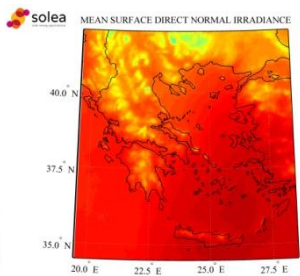 solea
MEAN SURFACE DIRECT NORMAL IRRADIANCE
40.0° N
37.5° N
35.0° N
20.0 E
22.5 E
25.0 E
27.5 E